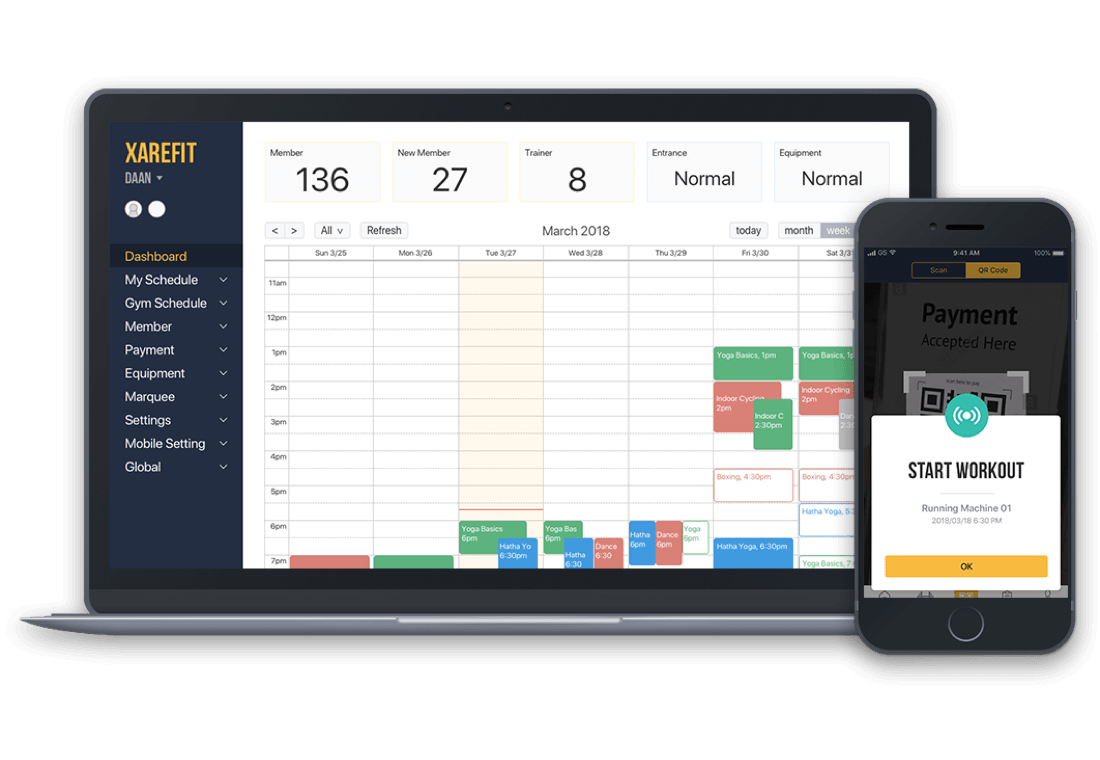 XAREFIT
DAAN
Dashboard
My Schedule
Gym Schedule
Member
Payment
Equipment
Marquee
Settings
Mobile Setting
Global
Member
136
New Member
27
Trainer
8
Entrance
Normal
Equipment
Normal
< >
All
Refresh
March 2018
today
month
week
Sun 3/25
Mon 3/26
Tue 3/27
Wed 3/28
Thu 3/29
Fri 3/30
Sat 3/31
11am
12pm
1pm
2pm
3pm
4pm
5pm
6pm
7pm
Yoga Basics
6pm
Hatha Yo
6:30pm
Yoga Bas
6pm
Hatha
6:30
Dance
6:30
Hatha
6pm
Dance
6pm
Yoga
6pm
Yoga Basics, 1pm
Indoor Cycling
2pm
Indoor C
2:30pm
Boxing, 4:30pm
Hatha Yoga, 6:30pm
Yoga Basics, 1p
Indoor Cycling
2pm
Dan
2:30
Boxing, 4:30pm
Hatha Yoga, 5:
Yoga Basics, 7:
GS
9:41 AM
100%
Scan
QR Code
Payment
Accepted Here
scan here to pay
START WORKOUT
Running Machine 01
2018/03/18 6:30 PM
OK